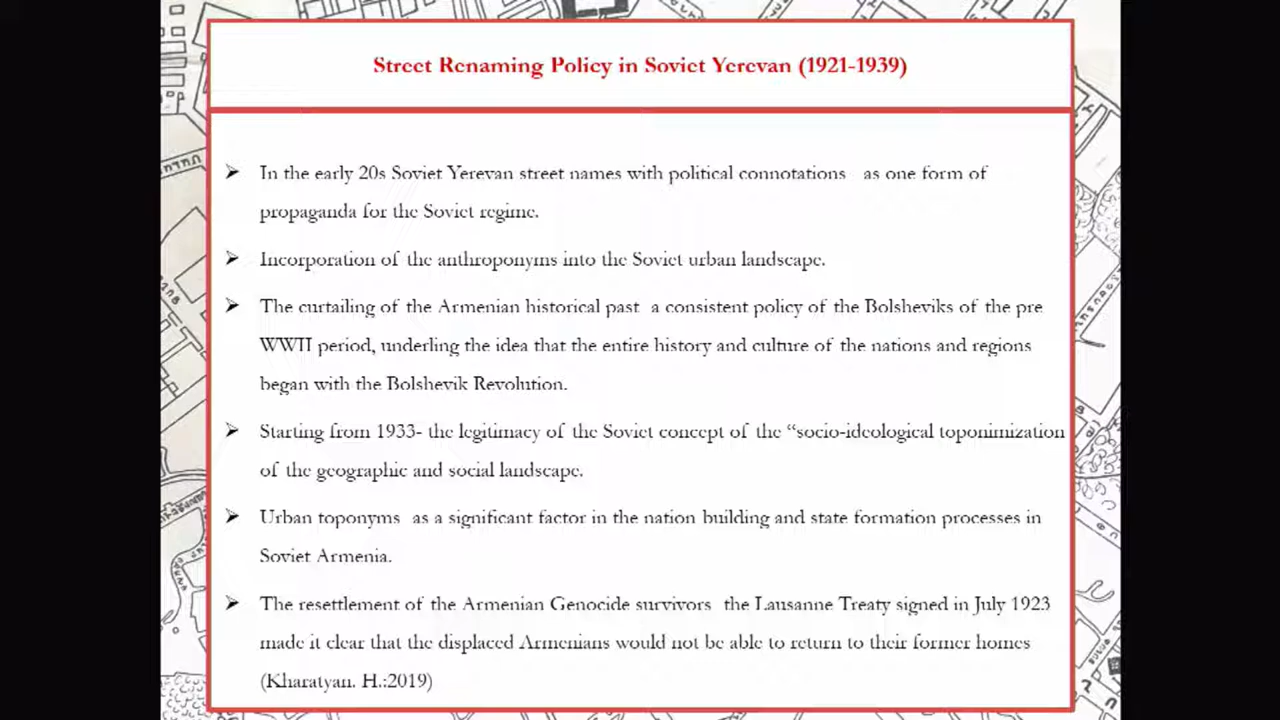 Street Renaming Policy in Soviet Yerevan (1921-1939)
In the early 20s Soviet Yerevan street names with political connotations as one form of
propaganda for the Soviet regime.
Incorporation of the anthroponyms into the Soviet urban landscape.
The curtailing of the Armenian historical past a consistent policy of the Bolsheviks of the pre
WWII period, underling the idea that the entire history and culture of the nations and regions
began with the Bolshevik Revolution.
Starting from 1933- the legitimacy of the Soviet concept of the “socio-ideological toponimization
of the geographic and social landscape.
Urban toponyms as a significant factor in the nation building and state formation processes in
Soviet Armenia.
The resettlement of the Armenian Genocide survivors the Lausanne Treaty signed in July 1923
made it clear that the displaced Armenians would not be able to return to their former homes
(Kharatyan. H.:2019)